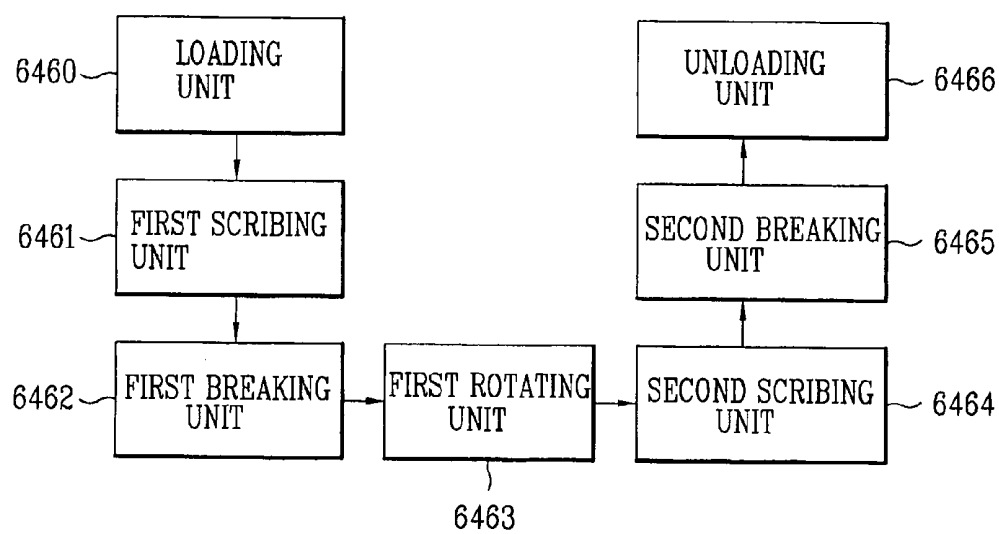 6460
LOADING
UNIT
6461
FIRST SCRIBING
UNIT
6462
FIRST BREAKING
UNIT
FIRST ROTATING
UNIT
6463
SECOND SCRIBING
UNIT
6464
SECOND BREAKING
UNIT
6465
UNLOADING
UNIT
6466